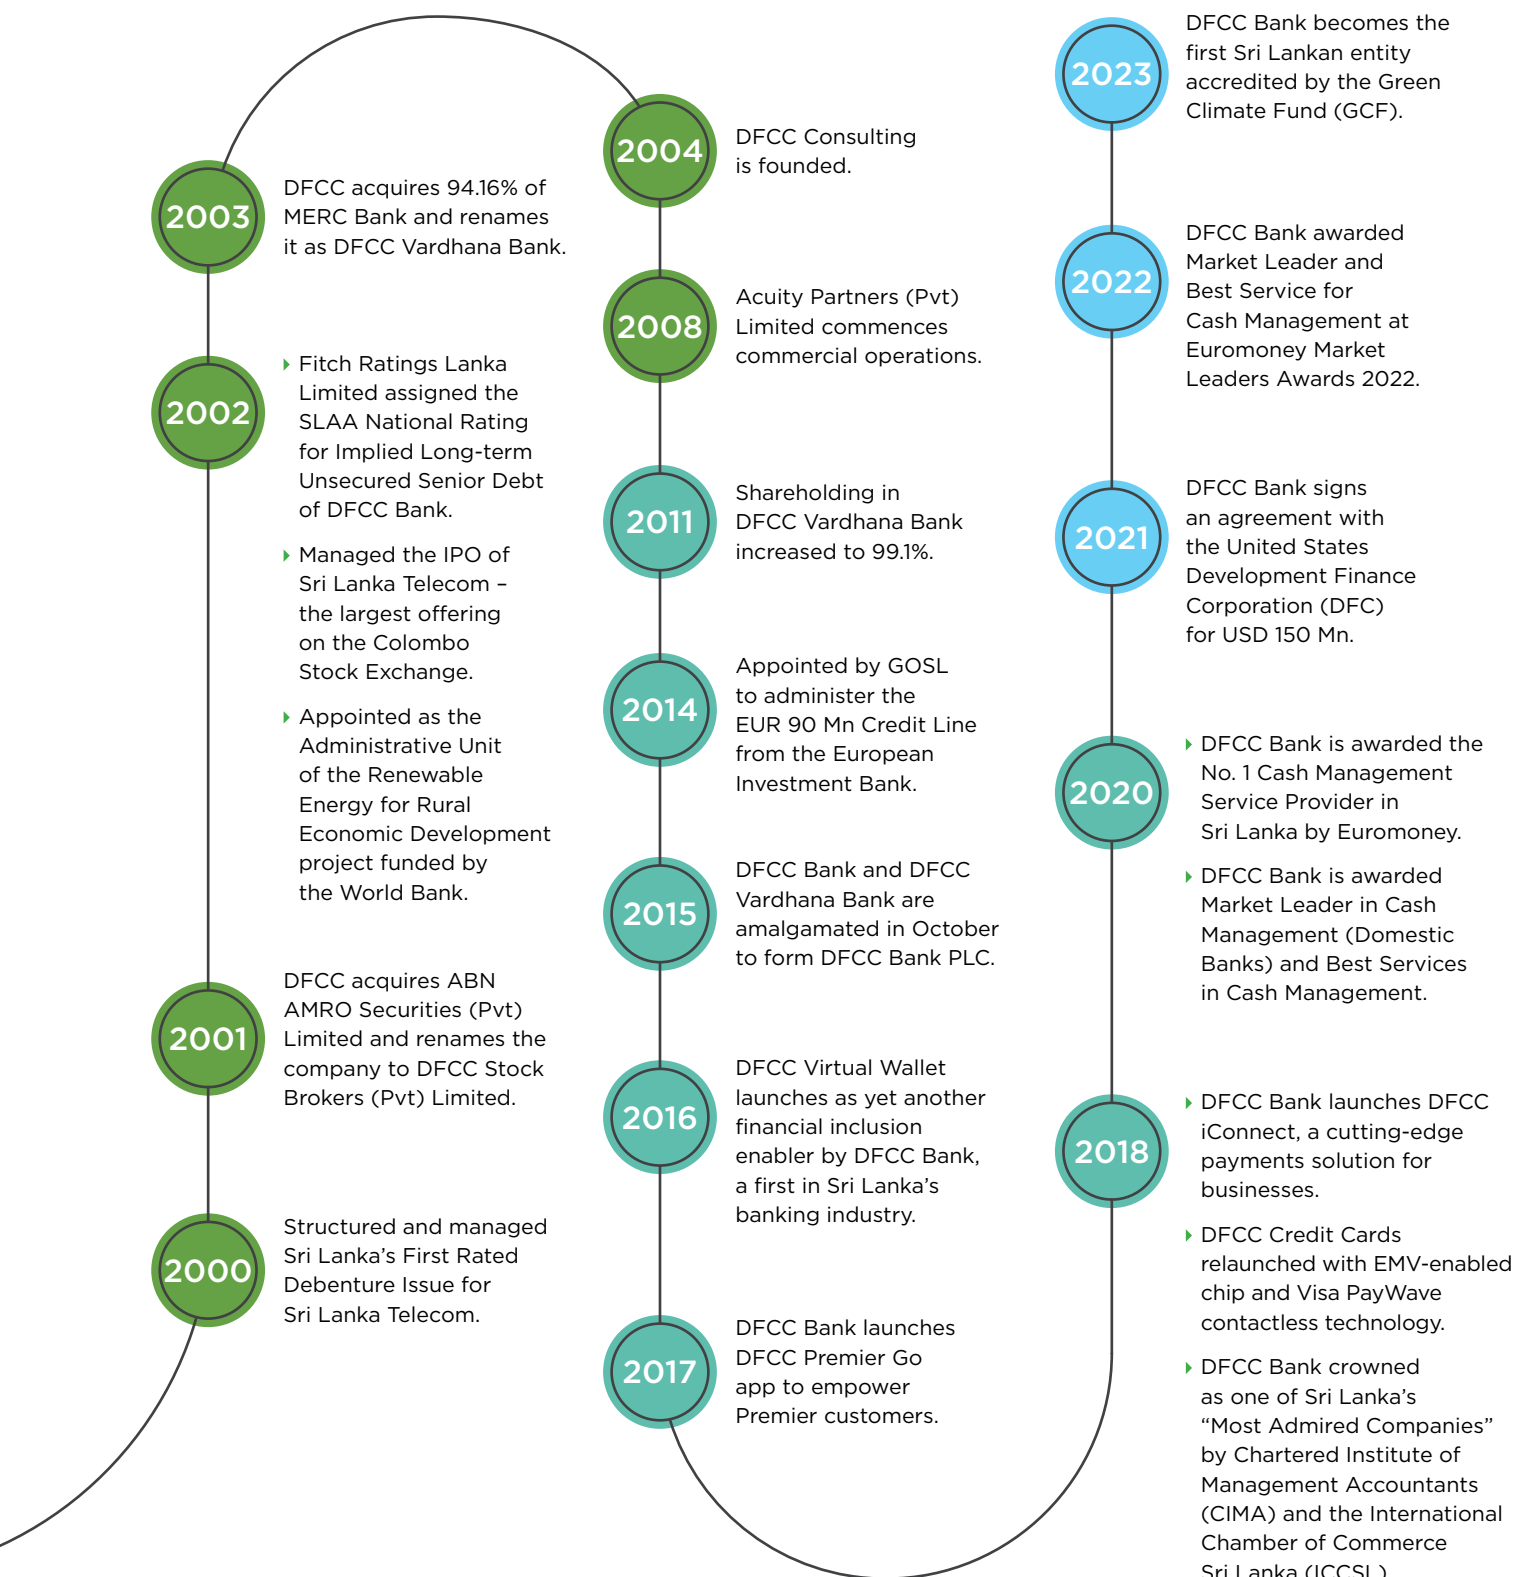 2003
DFCC acquires 94.16% of
MERC Bank and renames
it as DFCC Vardhana Bank.
2002
Fitch Ratings Lanka
Limited assigned the
SLAA National Rating
for Implied Long-term
Unsecured Senior Debt
of DFCC Bank.
Managed the IPO of
Sri Lanka Telecom –
the largest offering
on the Colombo
Stock Exchange.
Appointed as the
Administrative Unit
of the Renewable
Energy for Rural
Economic Development
project funded by
the World Bank.
2001
DFCC acquires ABN
AMRO Securities (Pvt)
Limited and renames the
company to DFCC Stock
Brokers (Pvt) Limited.
2000
Structured and managed
Sri Lanka’s First Rated
Debenture Issue for
Sri Lanka Telecom.
2004
DFCC Consulting
is founded.
2008
Acuity Partners (Pvt)
Limited commences
commercial operations.
2011
Shareholding in
DFCC Vardhana Bank
increased to 99.1%.
2014
Appointed by GOSL
to administer the
EUR 90 Mn Credit Line
from the European
Investment Bank.
2015
DFCC Bank and DFCC
Vardhana Bank are
amalgamated in October
to form DFCC Bank PLC.
2016
DFCC Virtual Wallet
launches as yet another
financial inclusion
enabler by DFCC Bank,
a first in Sri Lanka’s
banking industry.
2017
DFCC Bank launches
DFCC Premier Go
app to empower
Premier customers.
2023
DFCC Bank becomes the
first Sri Lankan entity
accredited by the Green
Climate Fund (GCF).
2022
DFCC Bank awarded
Market Leader and
Best Service for
Cash Management at
Euromoney Market
Leaders Awards 2022.
2021
DFCC Bank signs
an agreement with
the United States
Development Finance
Corporation (DFC)
for USD 150 Mn.
2020
DFCC Bank is awarded the
No. 1 Cash Management
Service Provider in
Sri Lanka by Euromoney.
DFCC Bank is awarded
Market Leader in Cash
Management (Domestic
Banks) and Best Services
in Cash Management.
2018
DFCC Bank launches DFCC
iConnect, a cutting-edge
payments solution for
businesses.
DFCC Credit Cards
relaunched with EMV-enabled
chip and Visa PayWave
contactless technology.
DFCC Bank crowned
as one of Sri Lanka’s
“Most Admired Companies”
by Chartered Institute of
Management Accountants
(CIMA) and the International
Chamber of Commerce
Sri Lanka (ICCSL)